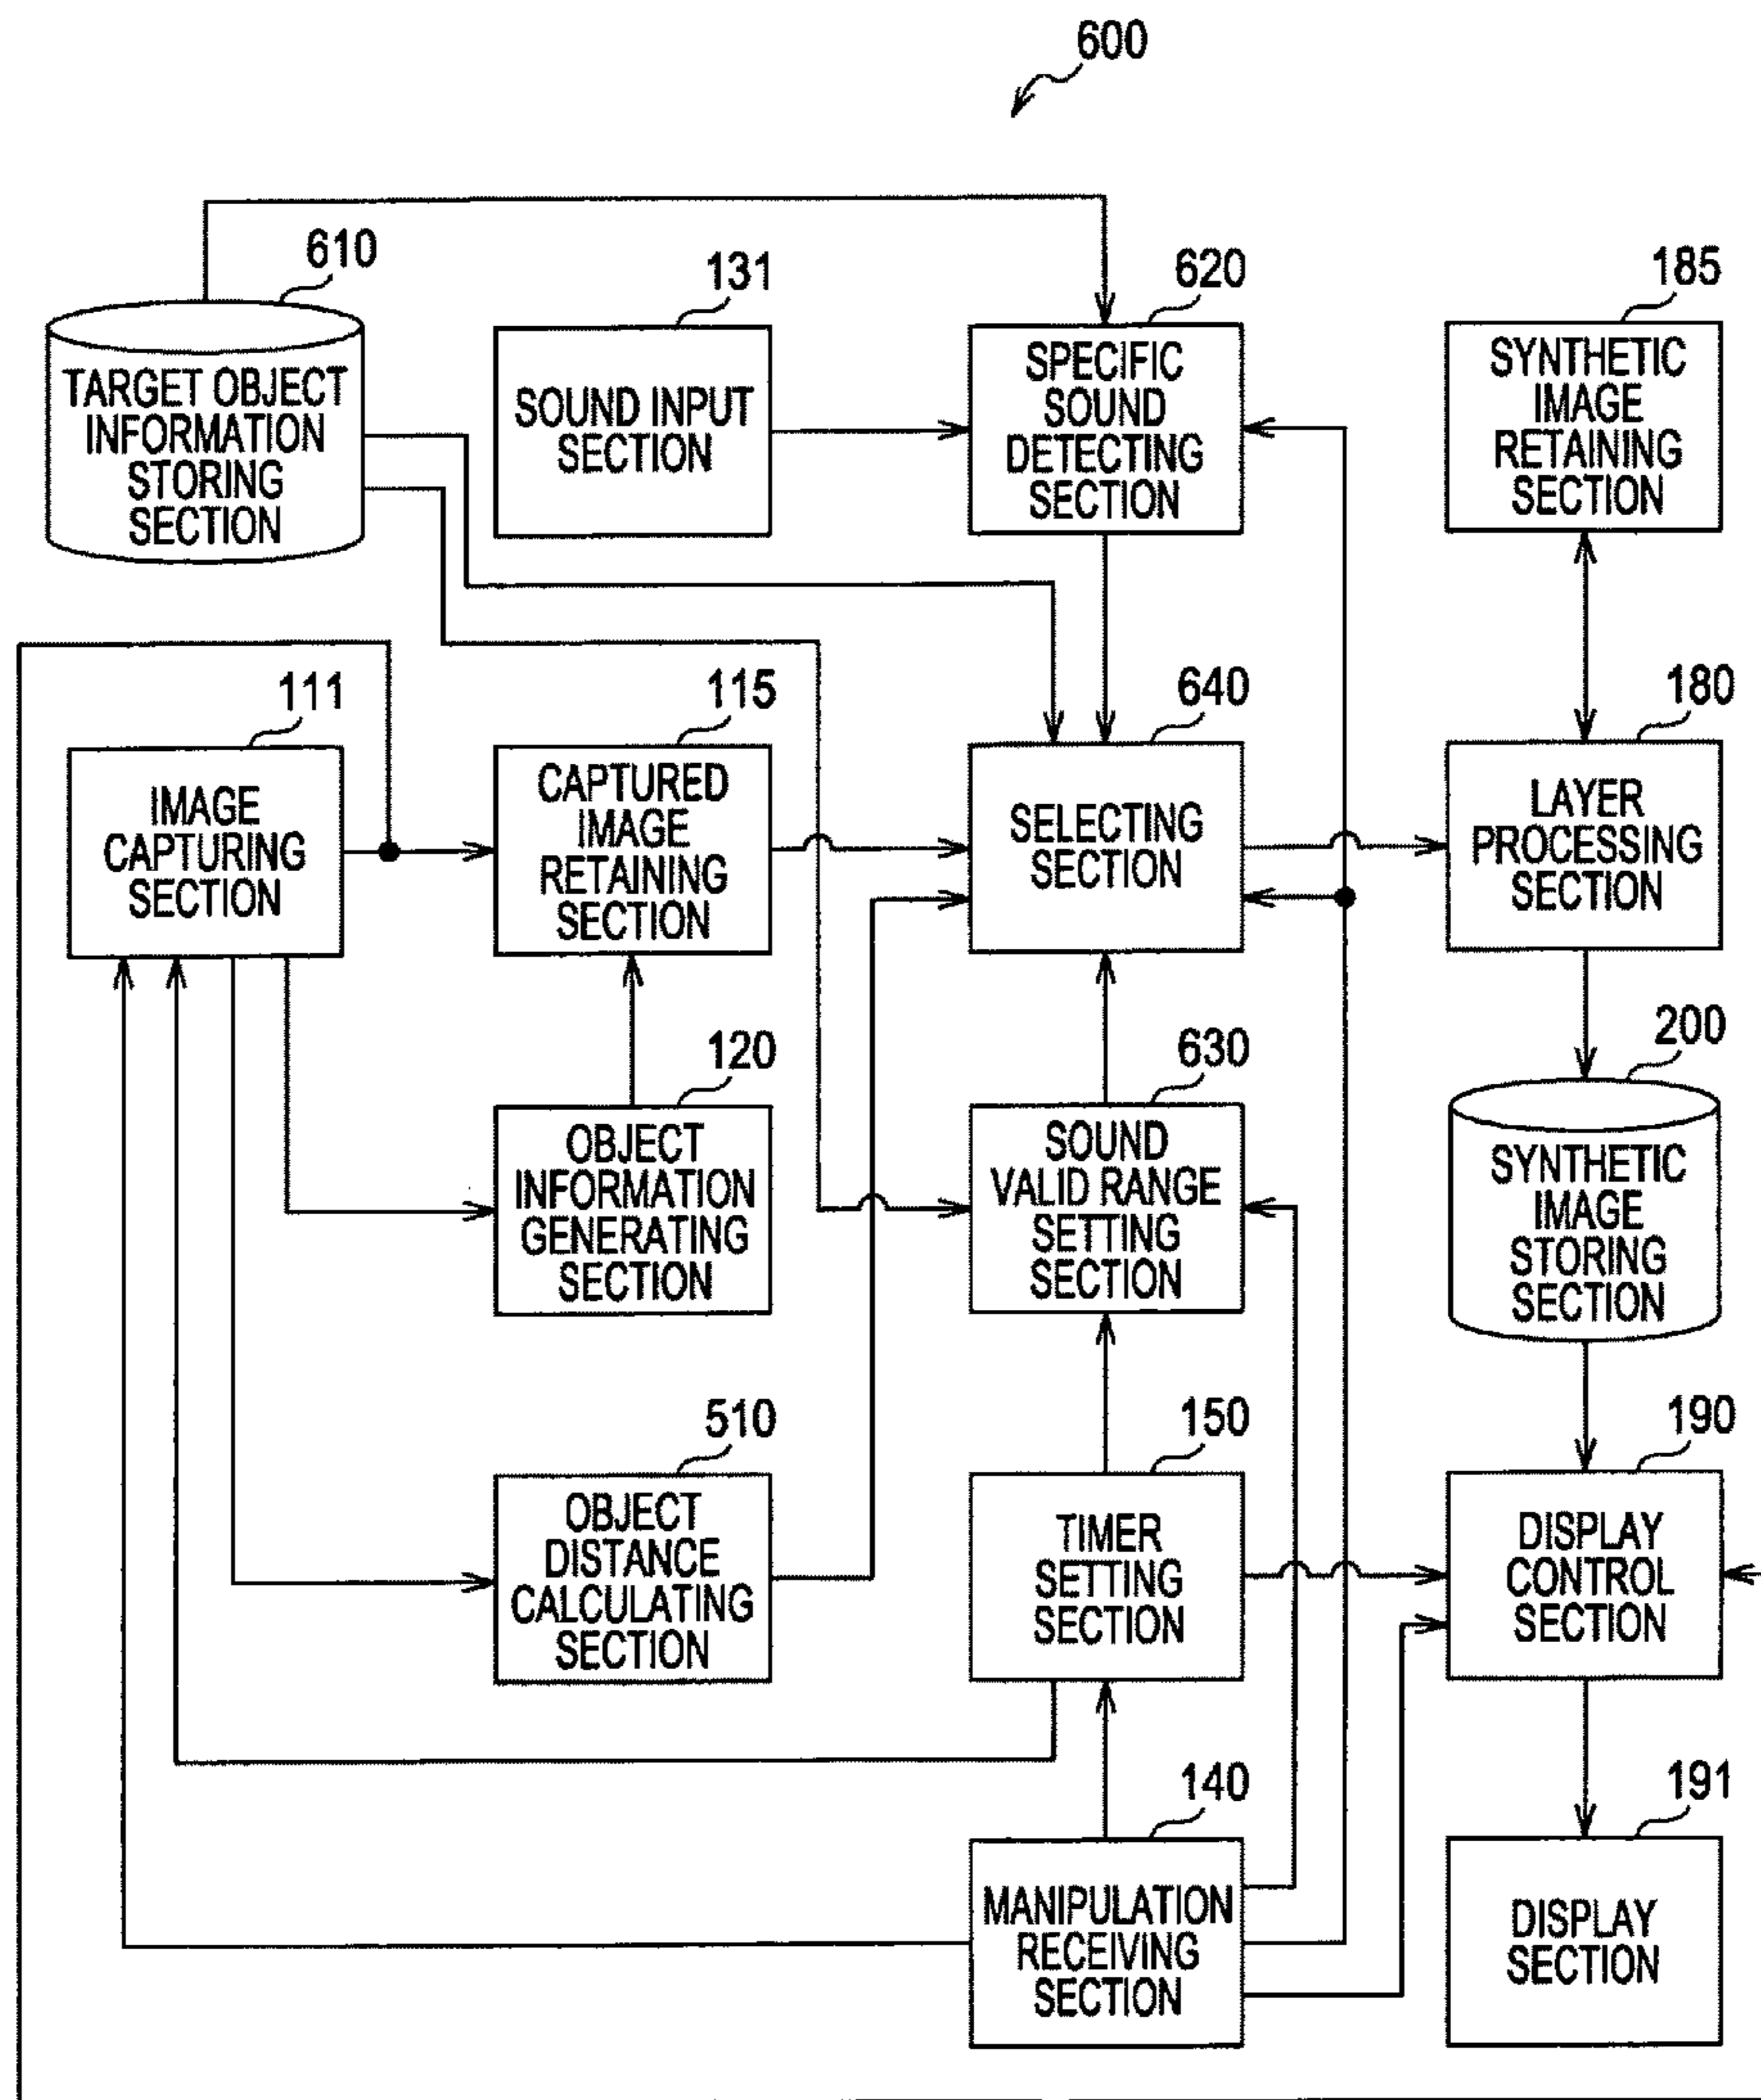 600
610
TARGET OBJECT
INFORMATION
STORING
SECTION
131
SOUND INPUT
SECTION
620
SPECIFIC
SOUND
DETECTING
SECTION
185
SYNTHETIC
IMAGE
RETAINING
SECTION
111
IMAGE
CAPTURING
SECTION
115
CAPTURED
IMAGE
RETAINING
SECTION
640
SELECTING
SECTION
180
LAYER
PROCESSING
SECTION
120
OBJECT
INFORMATION
GENERATING
SECTION
630
SOUND
VALID RANGE
SETTING
SECTION
200
SYNTHETIC
IMAGE
STORING
SECTION
510
OBJECT
DISTANCE
CALCULATING
SECTION
150
TIMER
SETTING
SECTION
190
DISPLAY
CONTROL
SECTION
140
MANIPULATION
RECEIVING
SECTION
191
DISPLAY
SECTION